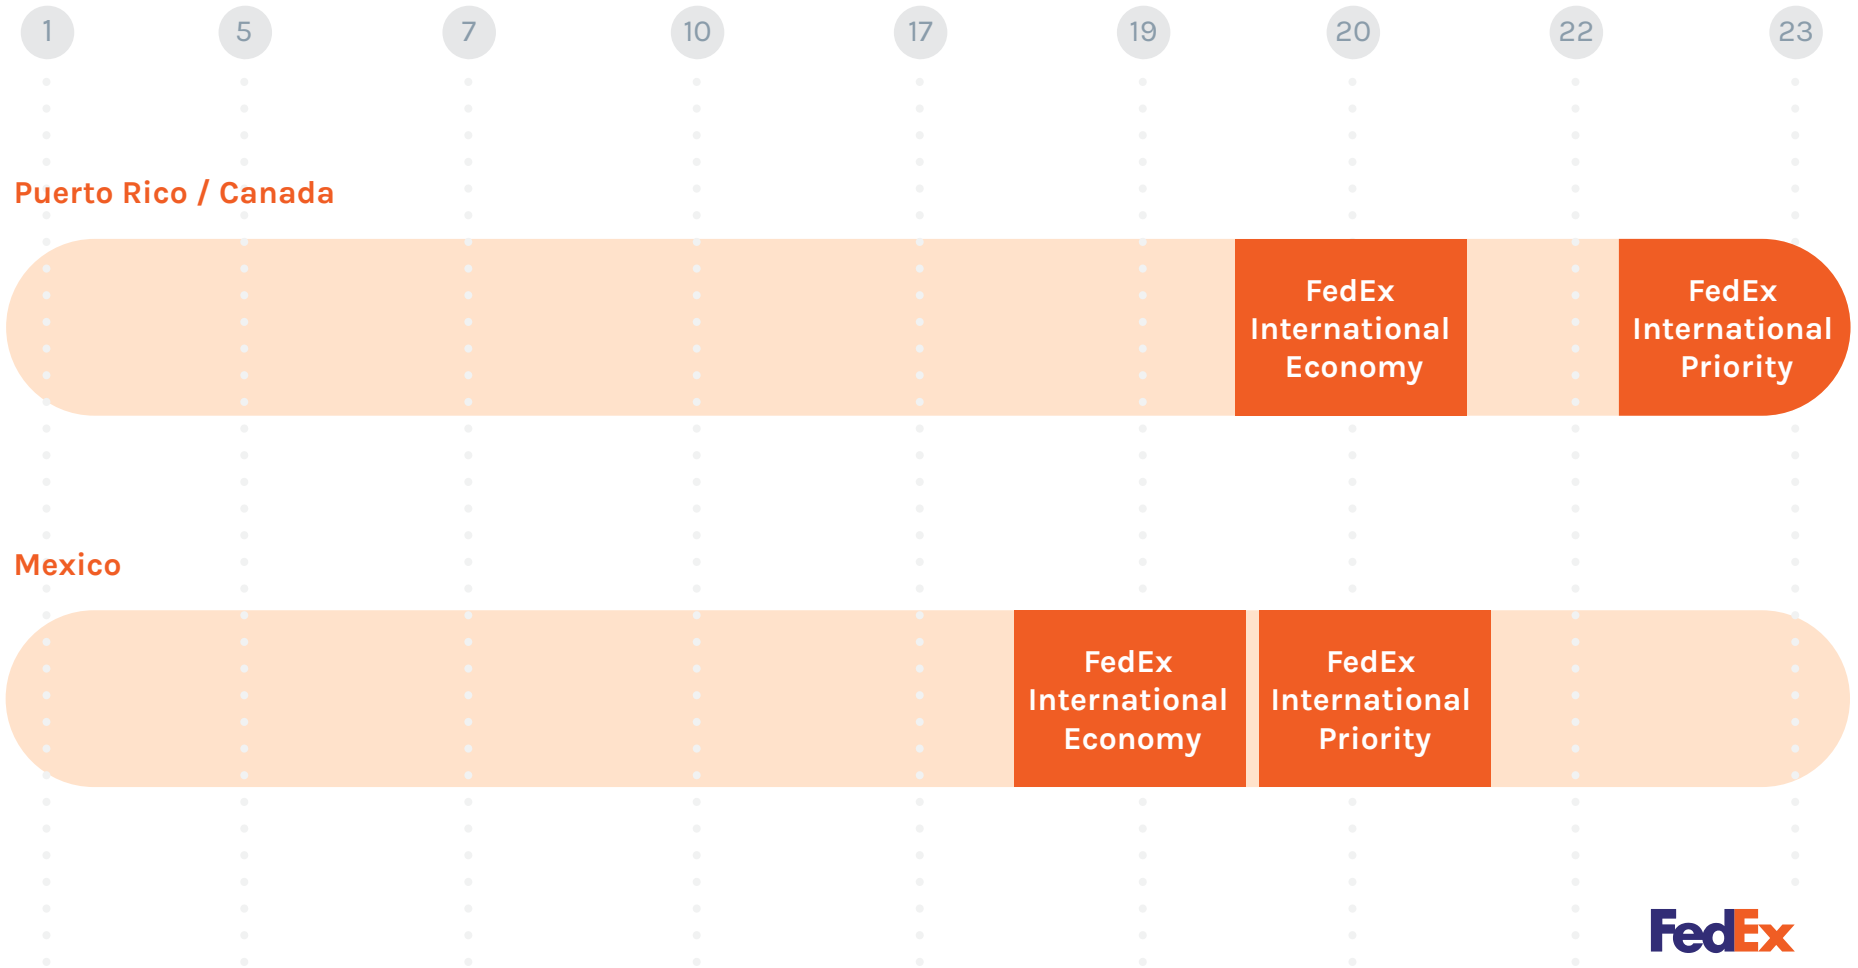 1 5 7 10 17 19 20 22 23
Puerto Rico / Canada
FedEx
International
Economy
FedEx
International
Priority
Mexico
FedEx
International
Economy
FedEx
International
Priority
FedEx